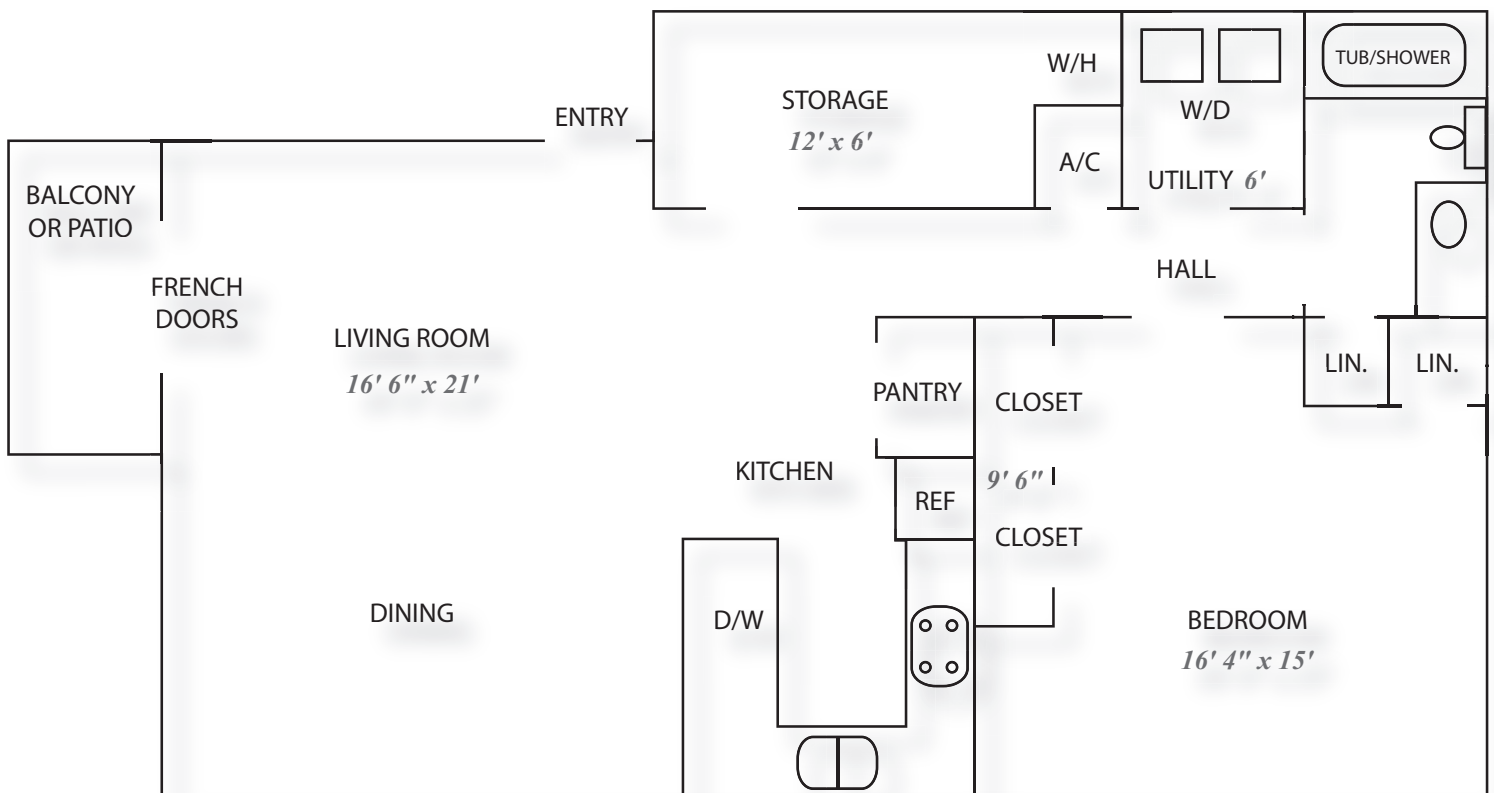 ENTRY
STORAGE
12' x 6'
W/H
A/C
W/D
UTILITY 6'
TUB/SHOWER
BALCONY
OR PATIO
FRENCH
DOORS
LIVING ROOM
16' 6" x 21'
HALL
PANTRY
CLOSET
LIN.
LIN.
KITCHEN
REF
9' 6"
CLOSET
DINING
D/W
BEDROOM
16' 4" x 15'